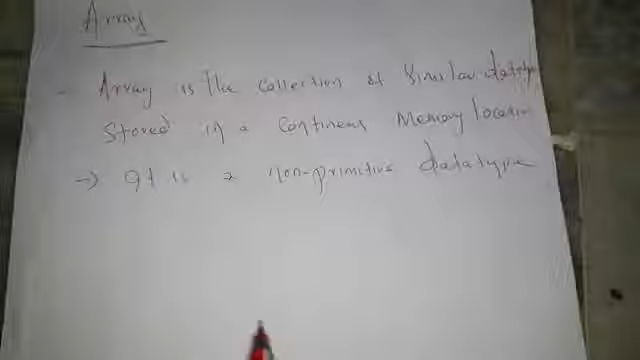 Array
- Array is the collection of Similar datatype
Stored in a Continous Memory location
-> It is a non-primitive datatype